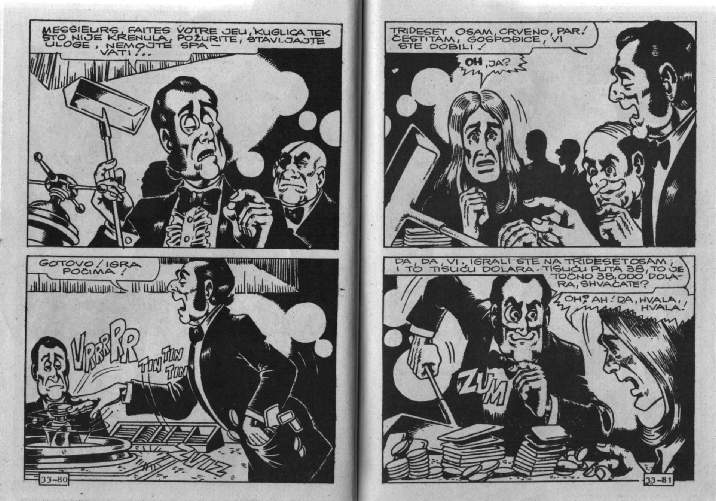 MESSIEURS, FAITES VOTRE JEU, KUGLICA TEK
ŠTO NIJE KRENULA, POŽURITE, STAVLJAJTE
ULOGE, NEMOJTE SPA-
VATI...
GOTOVO! IGRA
POČIMA!
VRRRRRR
TIN TIN
TIN
ZUUZ!
33-80
TRIDESET OSAM, CRVENO, PAR!
ČESTITAM, GOSPOĐICE, VI
STE DOBILI!
OH, JA?
DA, DA, VI. IGRALI STE NA TRIDESETOSAM,
I TO TISUĆU DOLARA. TISUĆU PUTA 38, TO JE
TOČNO 38.000 DOLA-
RA, SHVAĆATE?
OH! AH! DA, HVALA,
HVALA!
ZUM
33-81